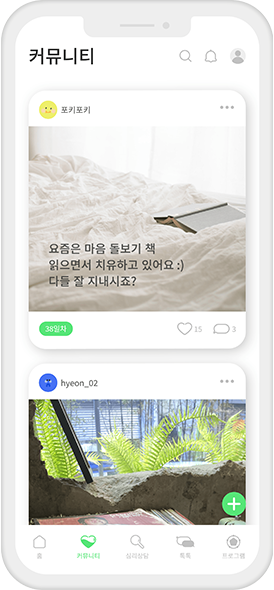 커뮤니티
포키포키
요즘은 마음 돌보기 책
읽으면서 치유하고 있어요 :)
다들 잘 지내시죠?
38일차
15
3
hyeon_02
홈
커뮤니티
심리상담
톡톡
프로그램